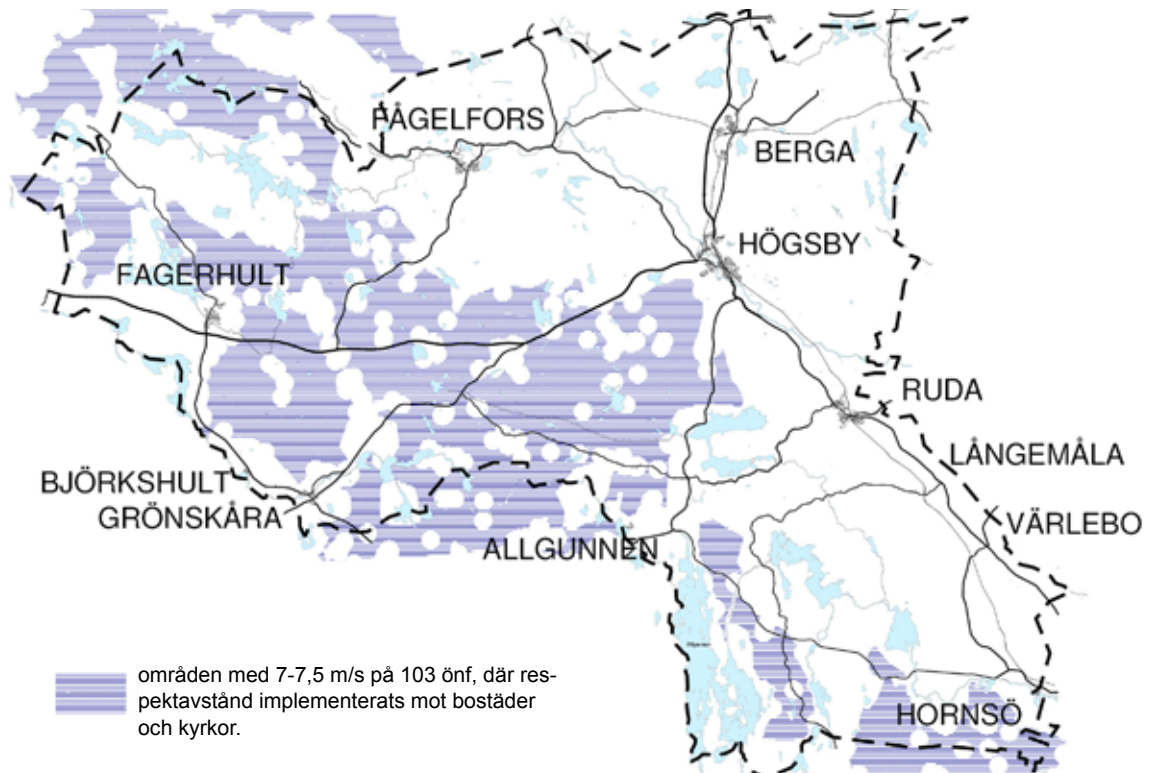 FÅGELFORS
BERGA
HÖGSBY
FAGERHULT
RUDA
LÅNGEMÅLA
BJÖRKSHULT
GRÖNSKÅRA
VÄRLEBO
ALLGUNNEN
HORNSÖ
områden med 7-7,5 m/s på 103 önf, där res-
pektavstånd implementerats mot bostäder
och kyrkor.